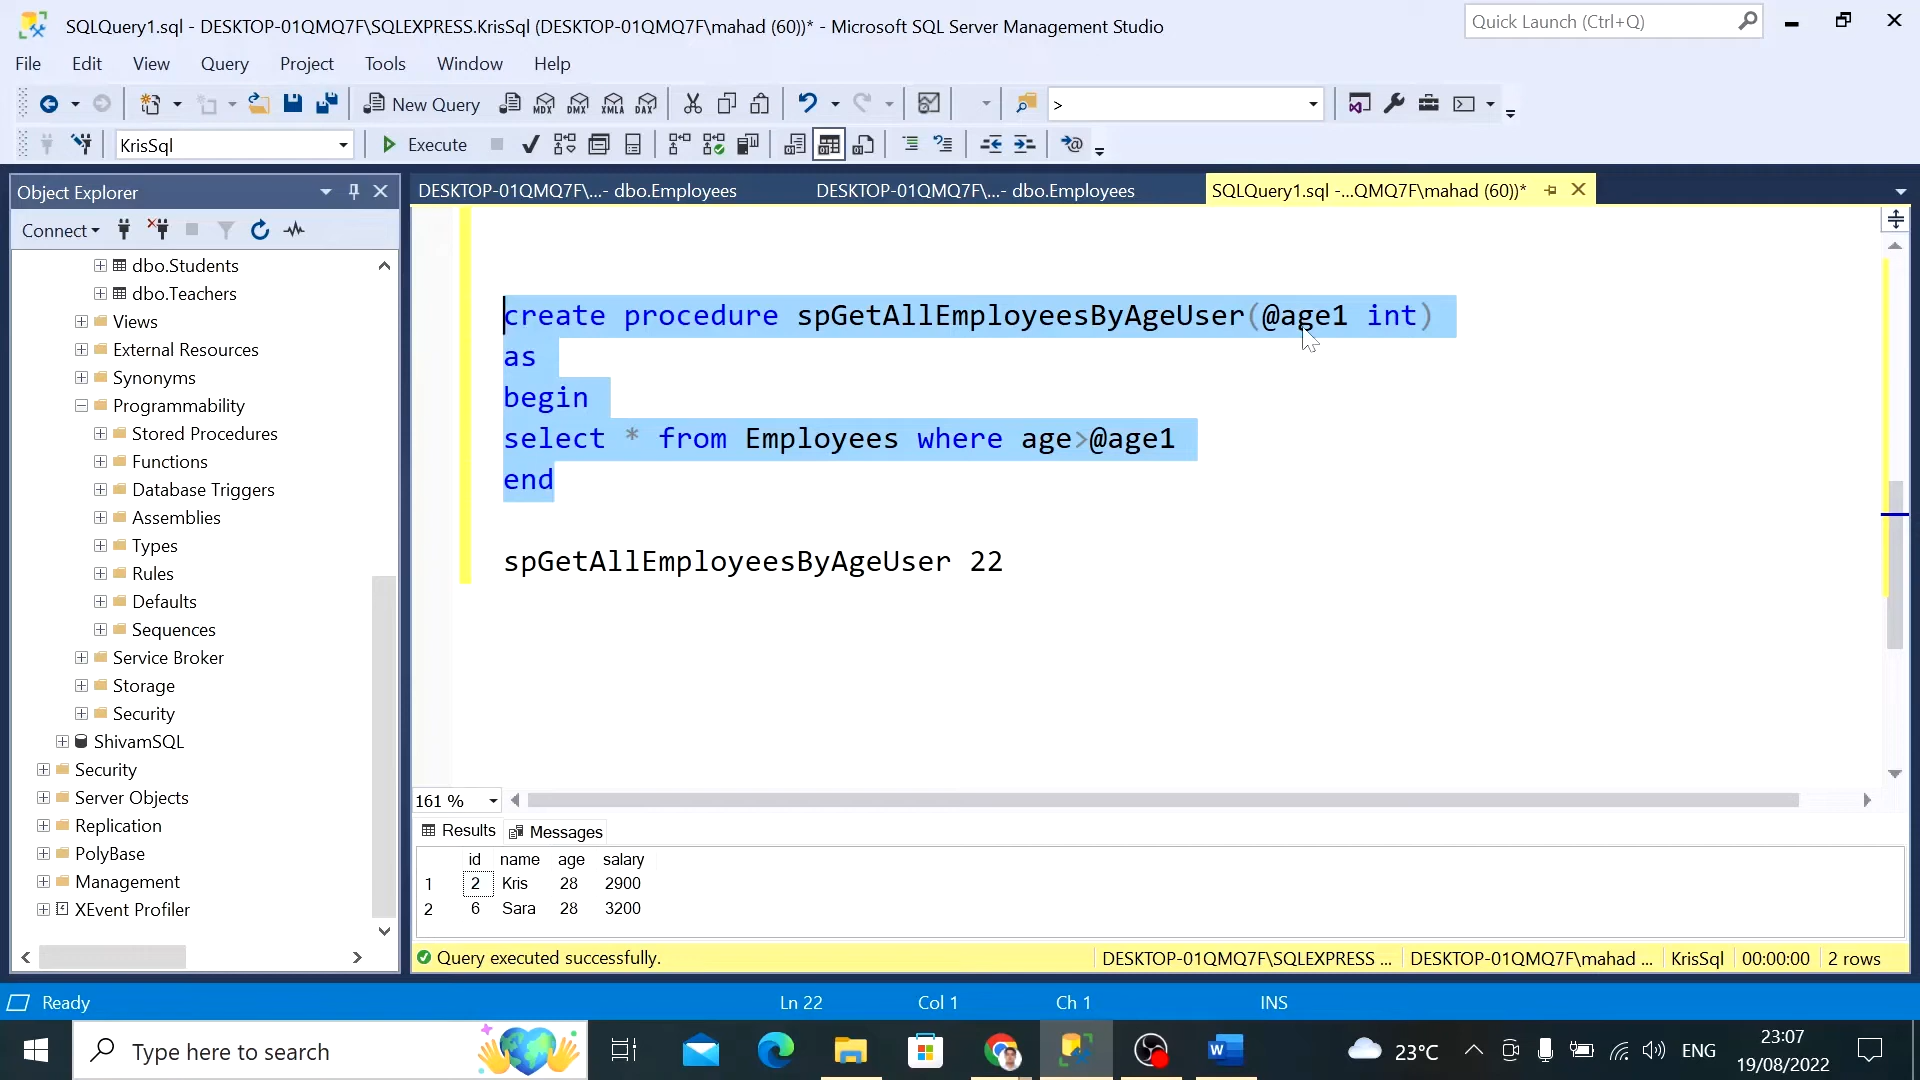 SQLQuery1.sql - DESKTOP-01QMQ7F\SQLEXPRESS.KrisSql (DESKTOP-01QMQ7F\mahad (60))* - Microsoft SQL Server Management Studio
Quick Launch (Ctrl+Q)
File Edit View Query Project Tools Window Help
New Query MDX DMX XMLA DAX >
KrisSql Execute
Object Explorer
DESKTOP-01QMQ7F\...- dbo.Employees DESKTOP-01QMQ7F\...- dbo.Employees SQLQuery1.sql -...QMQ7F\mahad (60))*
Connect
dbo.Students
dbo.Teachers
Views
External Resources
Synonyms
Programmability
Stored Procedures
Functions
Database Triggers
Assemblies
Types
Rules
Defaults
Sequences
Service Broker
Storage
Security
ShivamSQL
Security
Server Objects
Replication
PolyBase
Management
XEvent Profiler
create procedure spGetAllEmployeesByAgeUser(@age1 int)
as
begin
select * from Employees where age>@age1
end
spGetAllEmployeesByAgeUser 22
161 %
Results Messages
id name age salary
1 2 Kris 28 2900
2 6 Sara 28 3200
Query executed successfully. DESKTOP-01QMQ7F\SQLEXPRESS ... DESKTOP-01QMQ7F\mahad ... KrisSql 00:00:00 2 rows
Ready Ln 22 Col 1 Ch 1 INS
Type here to search 23°C ENG 23:07
19/08/2022